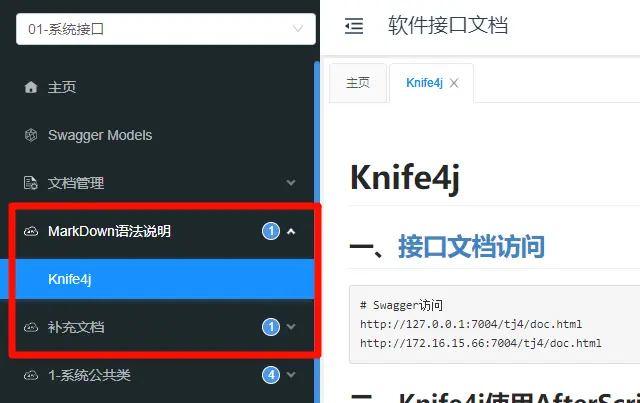 01-系统接口
主页
Swagger Models
文档管理
MarkDown语法说明 1
Knife4j
补充文档 1
1-系统公共类 4
软件接口文档
主页 Knife4j
Knife4j
一、接口文档访问
# Swagger访问
http://127.0.0.1:7004/tj4/doc.html
http://172.16.15.66:7004/tj4/doc.html
二、Knife4j使用AfterScri